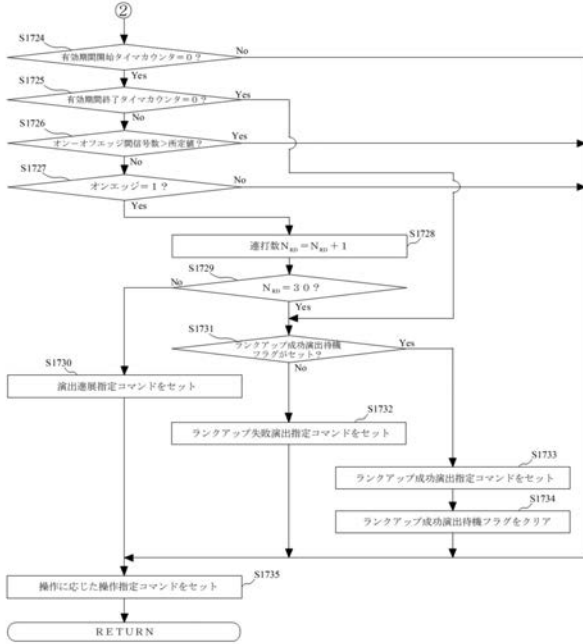 ②
S1724
有効期間開始タイマカウンタ=０？
No
Yes
S1725
有効期間終了タイマカウンタ=０？
Yes
No
S1726
オン－オフエッジ間信号数＞所定値？
Yes
No
S1727
オンエッジ＝１？
No
Yes
連打数N_RD＝N_RD＋１
S1728
S1729
No
N_RD＝３０？
Yes
S1731
ランクアップ成功演出待機
フラグがセット？
Yes
No
S1730
演出進展指定コマンドをセット
S1732
ランクアップ失敗演出指定コマンドをセット
S1733
ランクアップ成功演出指定コマンドをセット
S1734
ランクアップ成功演出待機フラグをクリア
操作に応じた操作指定コマンドをセット
S1735
ＲＥＴＵＲＮ